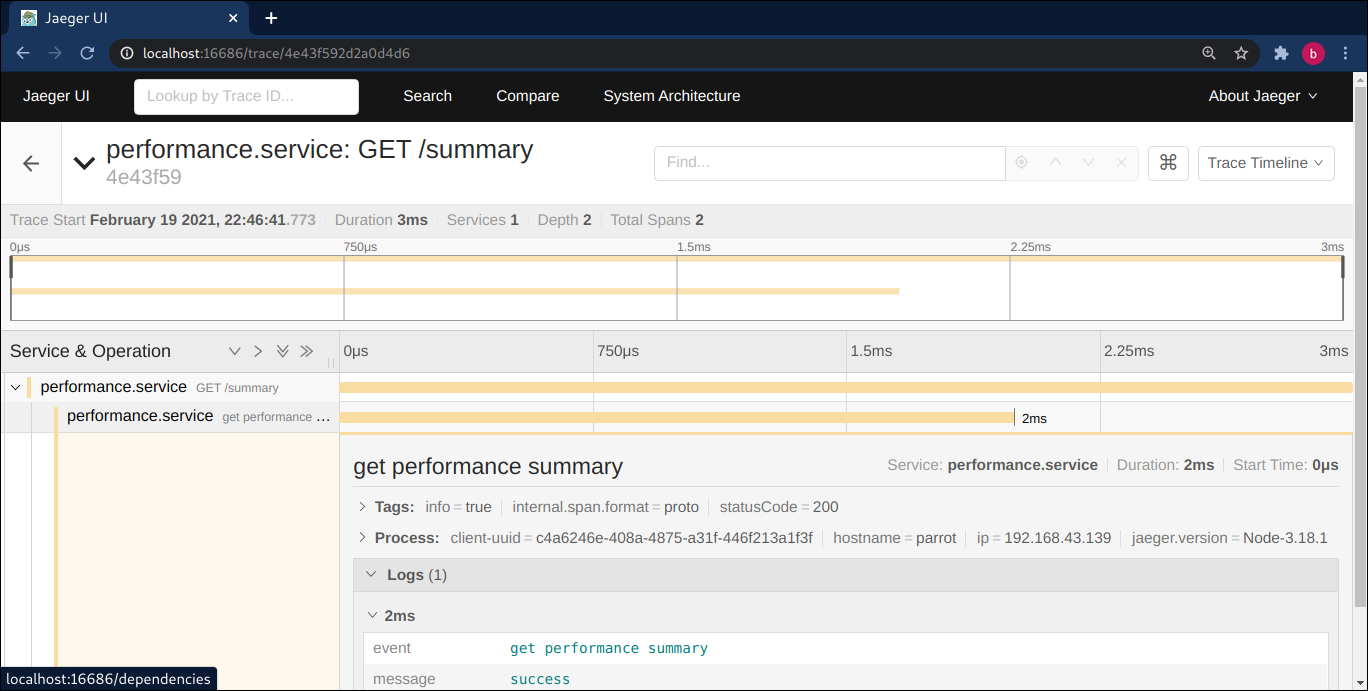 Jaeger UI
localhost:16686/trace/4e43f592d2a0d4d6
b
Jaeger UI Lookup by Trace ID... Search Compare System Architecture About Jaeger
performance.service: GET /summary
4e43f59
Find... ⌘ Trace Timeline
Trace Start February 19 2021, 22:46:41.773 Duration 3ms Services 1 Depth 2 Total Spans 2
0μs 750μs 1.5ms 2.25ms 3ms
Service & Operation 0μs 750μs 1.5ms 2.25ms 3ms
performance.service GET /summary
performance.service get performance … 2ms
get performance summary Service: performance.service Duration: 2ms Start Time: 0μs
Tags: info = true internal.span.format = proto statusCode = 200
Process: client-uuid = c4a6246e-408a-4875-a31f-446f213a1f3f hostname = parrot ip = 192.168.43.139 jaeger.version = Node-3.18.1
Logs (1)
2ms
event get performance summary
message success
localhost:16686/dependencies